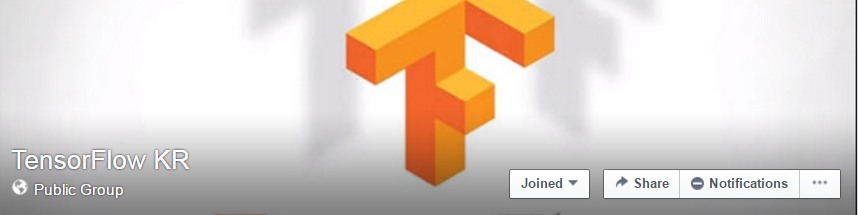 TensorFlow KR
Public Group
Joined
Share
Notifications